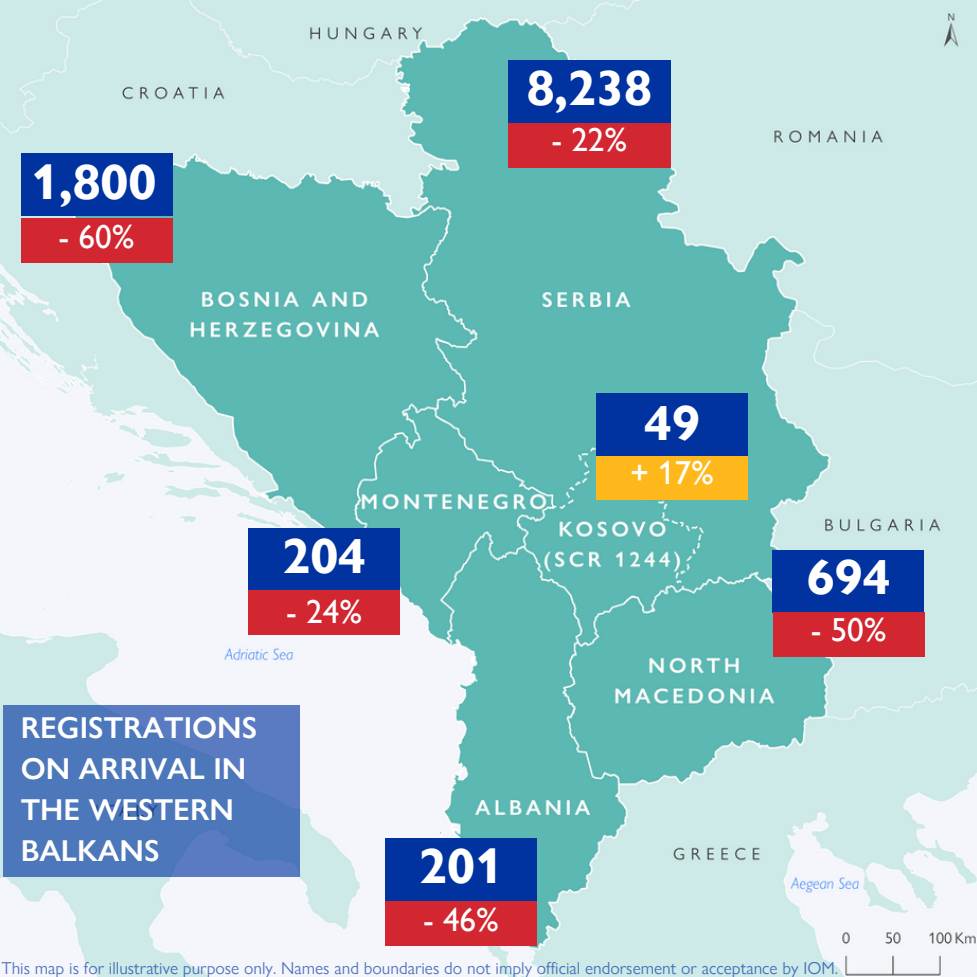 N
HUNGARY
CROATIA
8,238
- 22%
ROMANIA
1,800
- 60%
BOSNIA AND
HERZEGOVINA
SERBIA
49
+ 17%
MONTENEGRO
KOSOVO
(SCR 1244)
BULGARIA
204
- 24%
694
- 50%
Adriatic Sea
NORTH
MACEDONIA
REGISTRATIONS
ON ARRIVAL IN
THE WESTERN
BALKANS
ALBANIA
201
- 46%
GREECE
Aegean Sea
0 50 100 Km
This map is for illustrative purpose only. Names and boundaries do not imply official endorsement or acceptance by IOM.